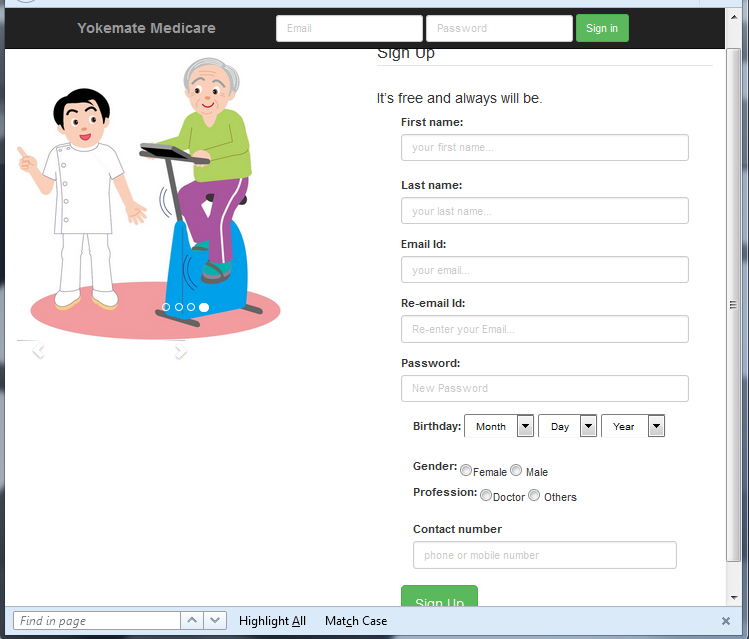 Yokemate Medicare Email Password Sign in
Sign Up
It's free and always will be.
First name:
your first name...
Last name:
your last name...
Email Id:
your email...
Re-email Id:
Re-enter your Email...
Password:
New Password
Birthday: Month Day Year
Gender: Female Male
Profession: Doctor Others
Contact number
phone or mobile number
Sign Up
Find in page Highlight All Match Case